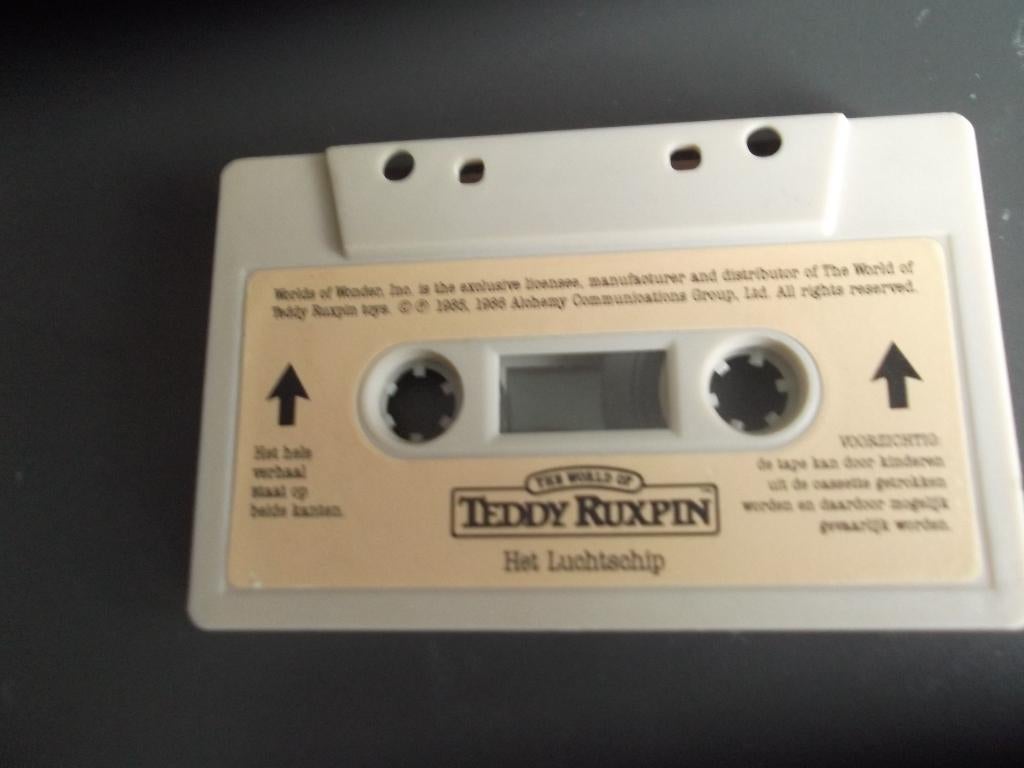 Worlds of Wonder, Inc. is the exclusive licensee, manufacturer and distributor of The World of
Teddy Ruxpin toys. © ℗ 1985, 1986 Alchemy Communications Group, Ltd. All rights reserved.
Het hele
verhaal
staat op
beide kanten.
VOORZICHTIG:
de tape kan door kinderen
uit de cassette getrokken
worden en daardoor mogelijk
gevaarlijk worden.
THE WORLD OF
TEDDY RUXPIN™
Het Luchtschip